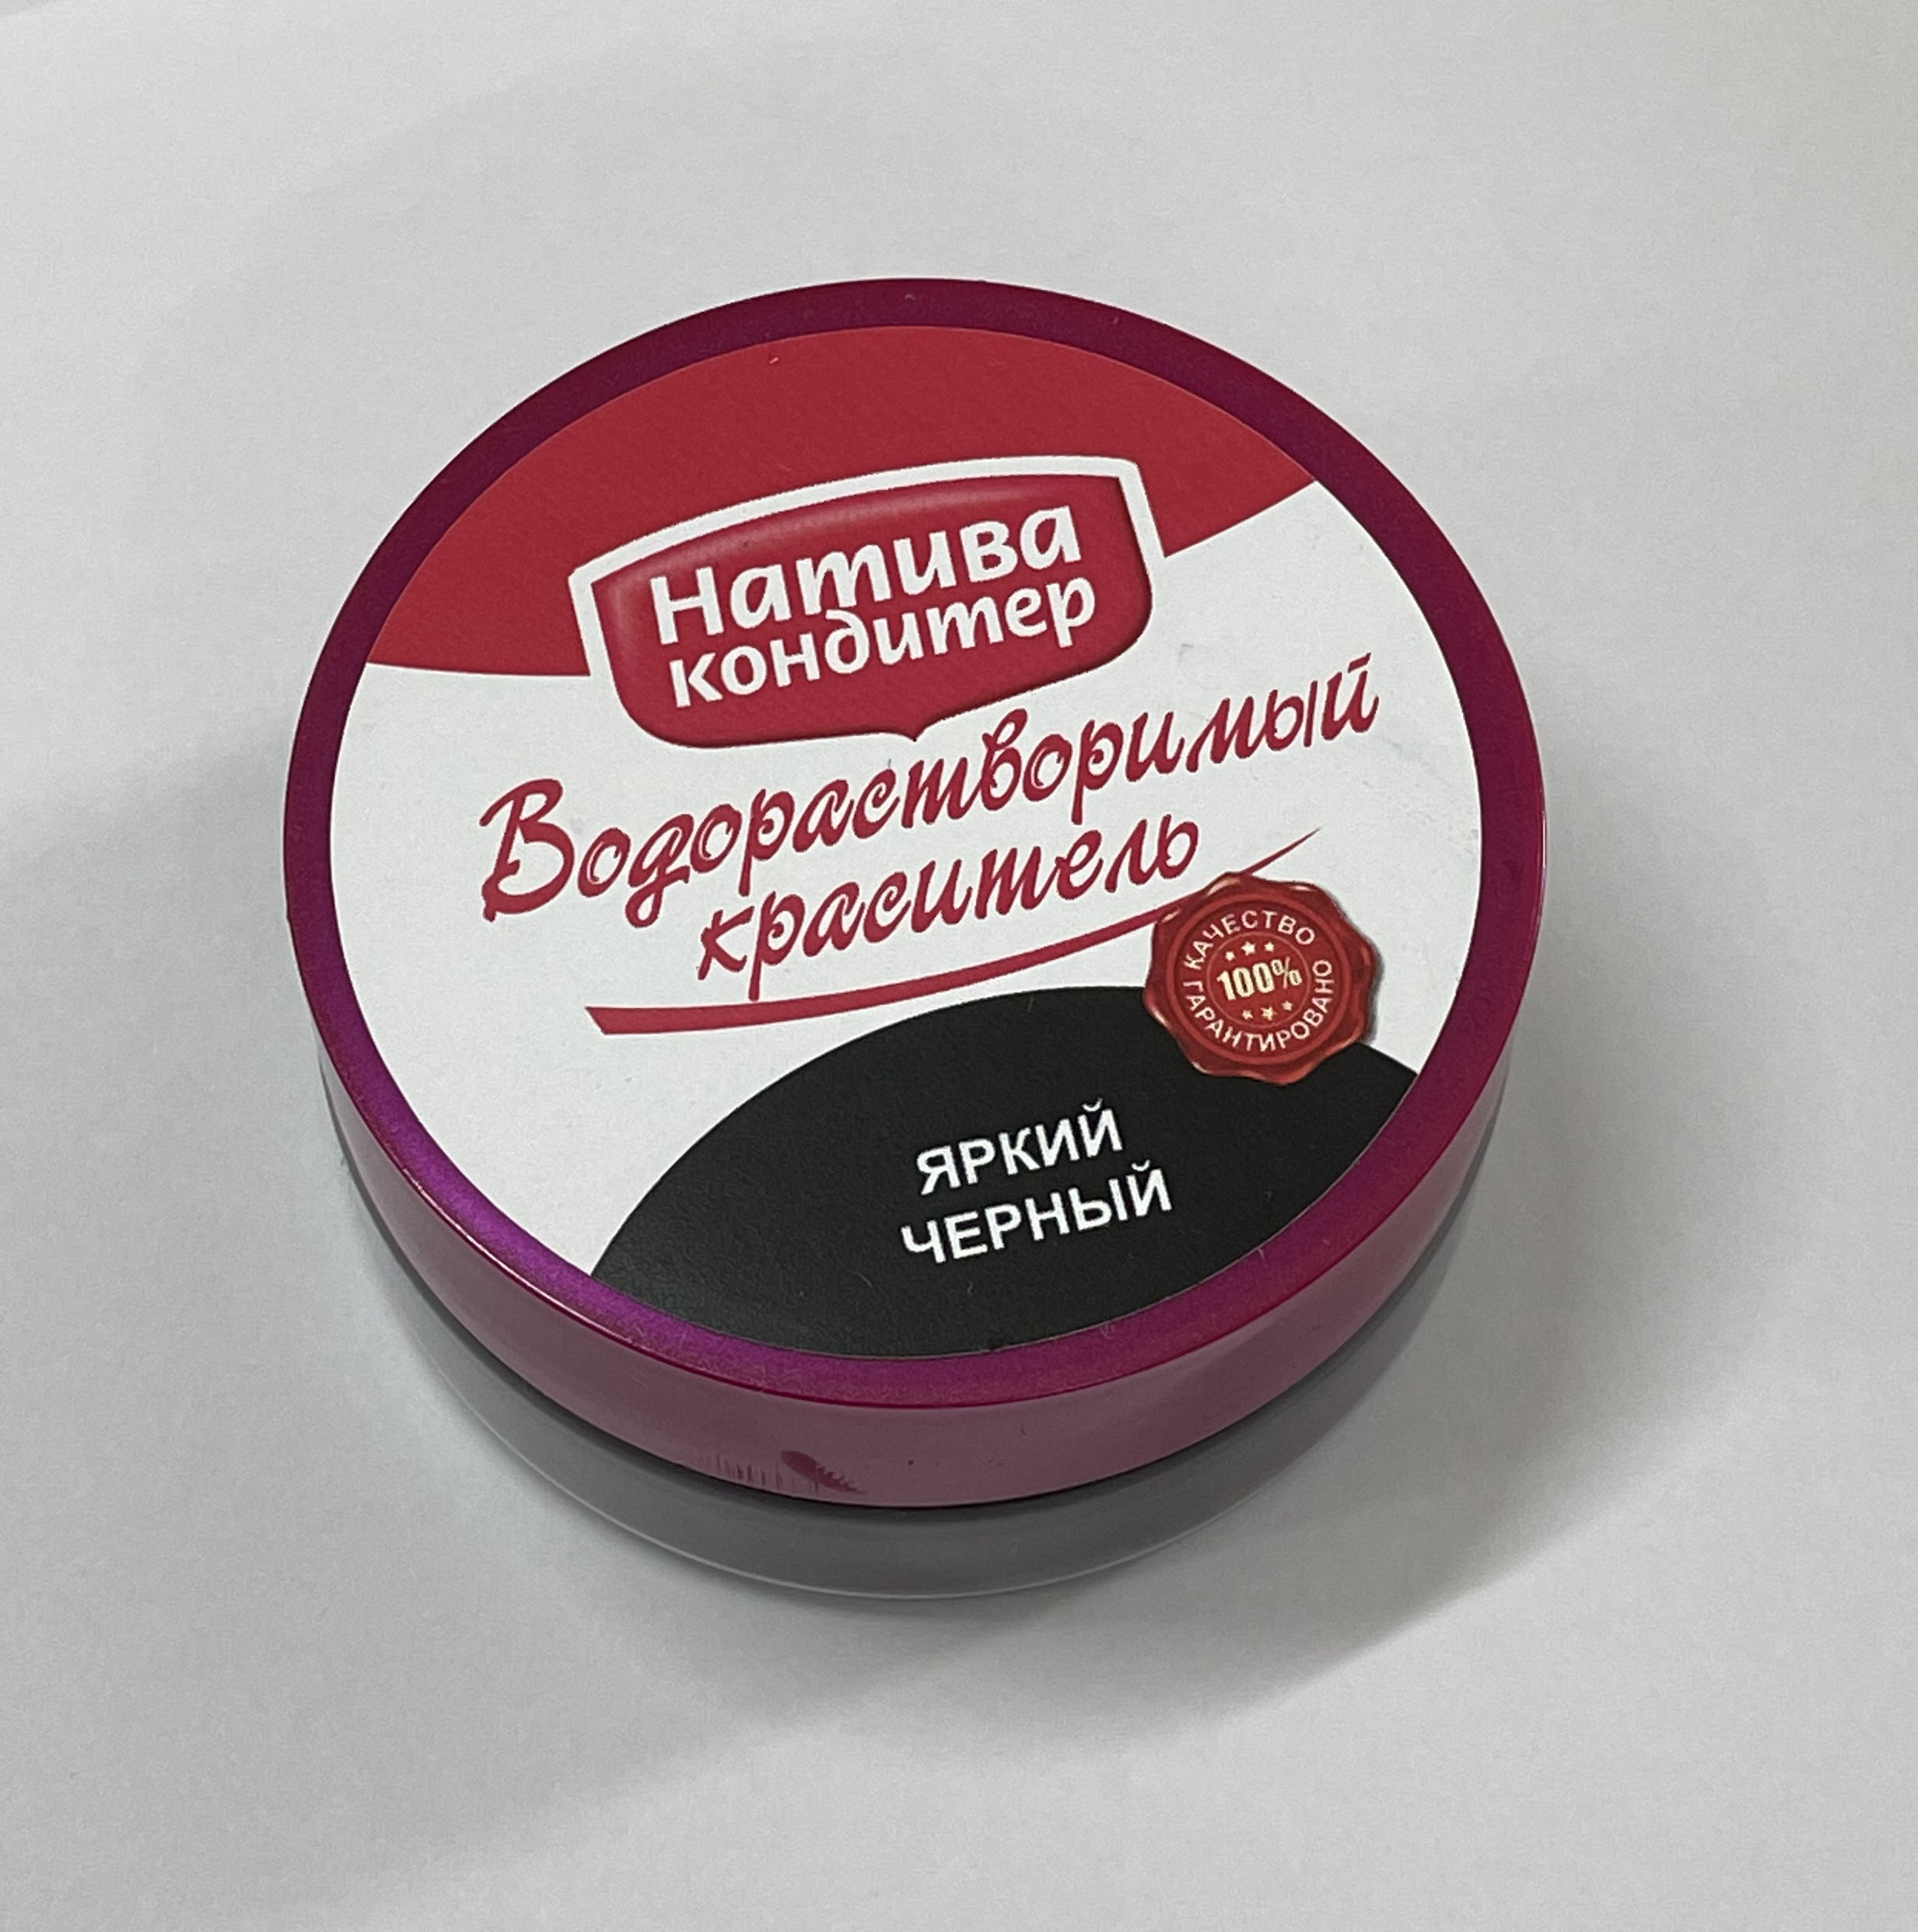 Натива
кондитер
Водорастворимый
краситель
КАЧЕСТВО
100%
ГАРАНТИРОВАНО
ЯРКИЙ
ЧЕРНЫЙ